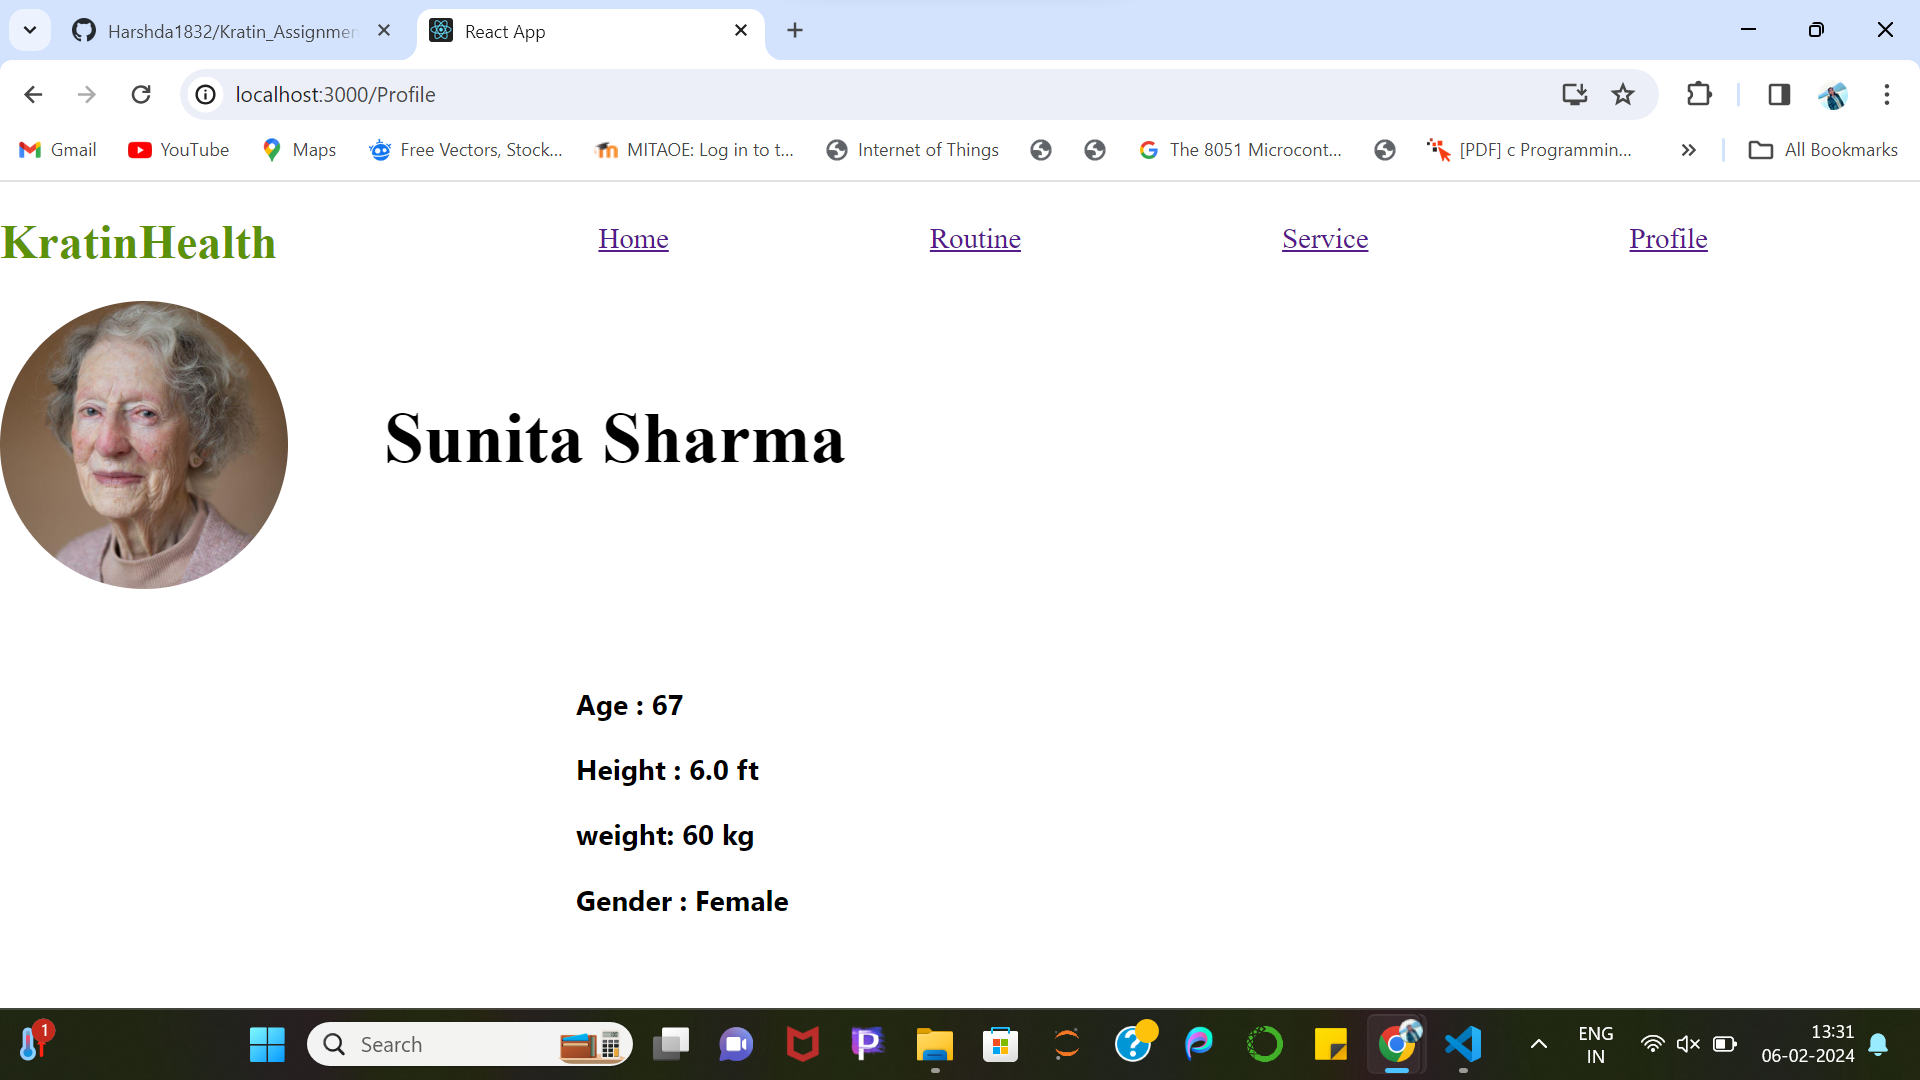 Harshda1832/Kratin_Assignmen
React App
localhost:3000/Profile
Gmail
YouTube
Maps
Free Vectors, Stock...
MITAOE: Log in to t...
Internet of Things
The 8051 Microcont...
[PDF] c Programmin...
All Bookmarks
KratinHealth
Home
Routine
Service
Profile
Sunita Sharma
Age : 67
Height : 6.0 ft
weight: 60 kg
Gender : Female
1
Search
ENG
IN
13:31
06-02-2024